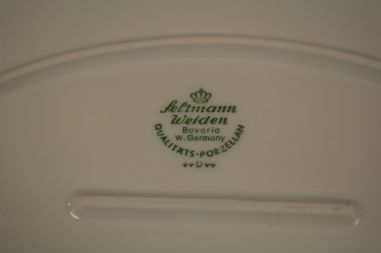 Seltmann
Weiden
Bavaria
W. Germany
QUALITÄTS-PORZELLAN
U